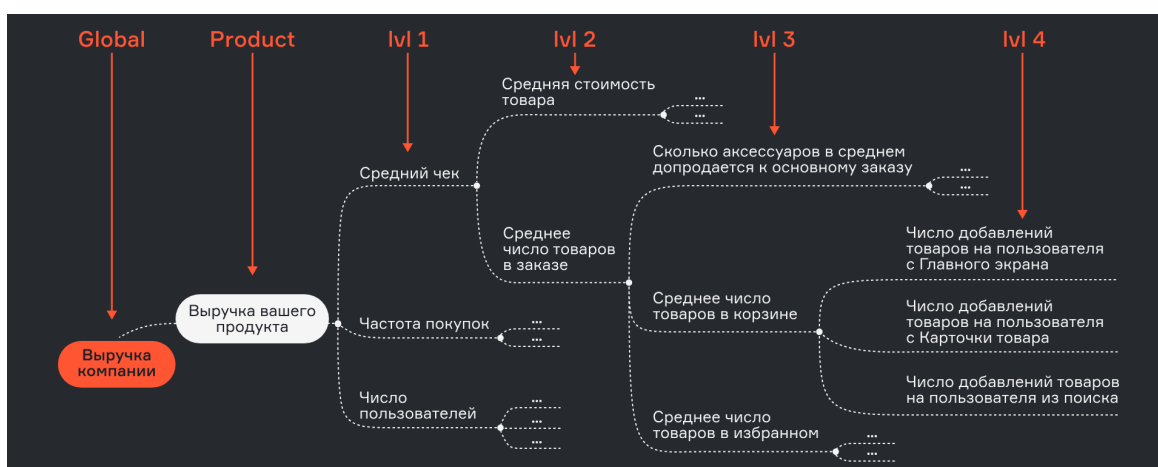 Global
Product
lvl 1
lvl 2
lvl 3
lvl 4
Средняя стоимость
товара
...
...
Сколько аксессуаров в среднем
допродается к основному заказу
...
...
Средний чек
Среднее
число товаров
в заказе
Число добавлений
товаров на пользователя
с Главного экрана
Выручка вашего
продукта
Среднее число
товаров в корзине
Число добавлений
товаров на пользователя
с Карточки товара
Частота покупок
...
...
Выручка
компании
Число добавлений товаров
на пользователя из поиска
Число
пользователей
...
...
...
Среднее число
товаров в избранном
...
...